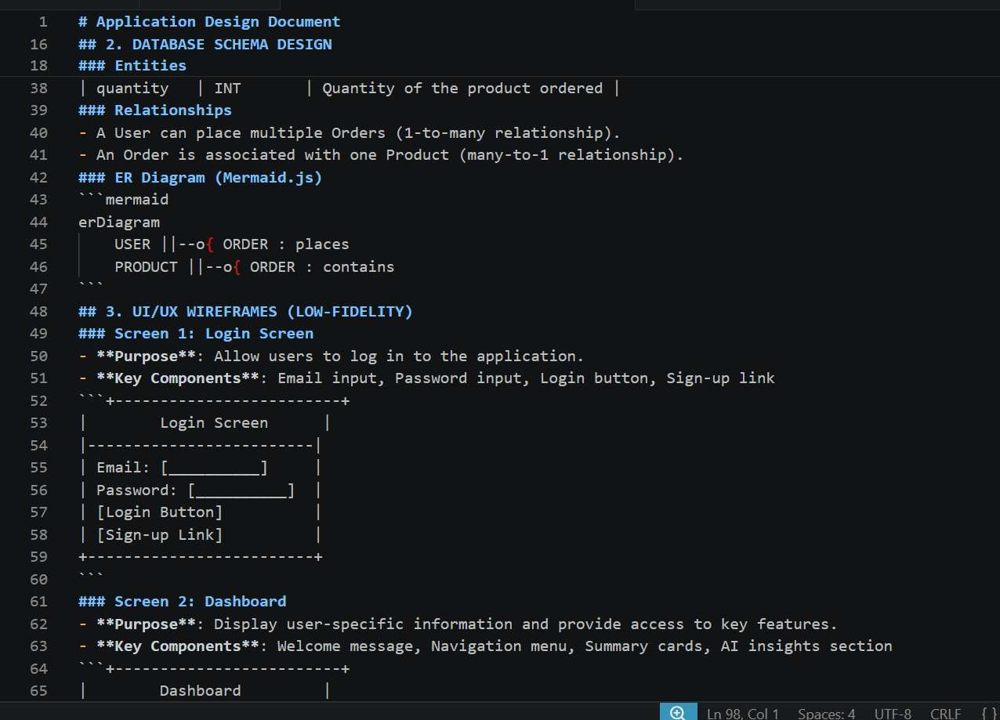 1 # Application Design Document
16 ## 2. DATABASE SCHEMA DESIGN
18 ### Entities
38 | quantity   | INT       | Quantity of the product ordered |
39 ### Relationships
40 - A User can place multiple Orders (1-to-many relationship).
41 - An Order is associated with one Product (many-to-1 relationship).
42 ### ER Diagram (Mermaid.js)
43 ```mermaid
44 erDiagram
45     USER ||--o{ ORDER : places
46     PRODUCT ||--o{ ORDER : contains
47 ```
48 ## 3. UI/UX WIREFRAMES (LOW-FIDELITY)
49 ### Screen 1: Login Screen
50 - **Purpose**: Allow users to log in to the application.
51 - **Key Components**: Email input, Password input, Login button, Sign-up link
52 ```+-------------------------+
53 |        Login Screen      |
54 |-------------------------|
55 | Email: [__________]     |
56 | Password: [__________]  |
57 | [Login Button]          |
58 | [Sign-up Link]          |
59 +-------------------------+
60 ```
61 ### Screen 2: Dashboard
62 - **Purpose**: Display user-specific information and provide access to key features.
63 - **Key Components**: Welcome message, Navigation menu, Summary cards, AI insights section
64 ```+-------------------------+
65 |        Dashboard         |
Ln 98, Col 1 Spaces: 4 UTF-8 CRLF { }